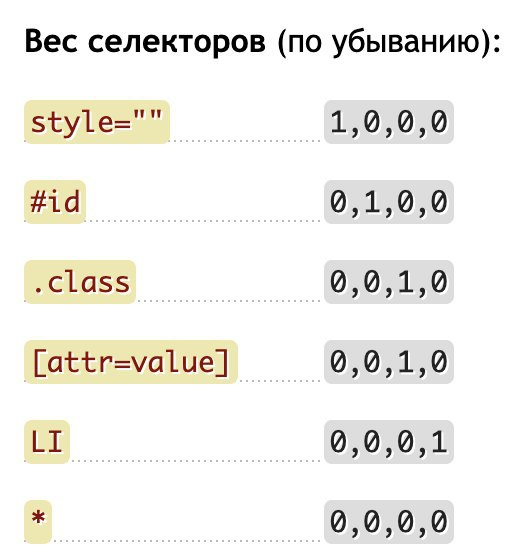 Вес селекторов (по убыванию):
style="" 1,0,0,0
#id 0,1,0,0
.class 0,0,1,0
[attr=value] 0,0,1,0
LI 0,0,0,1
* 0,0,0,0